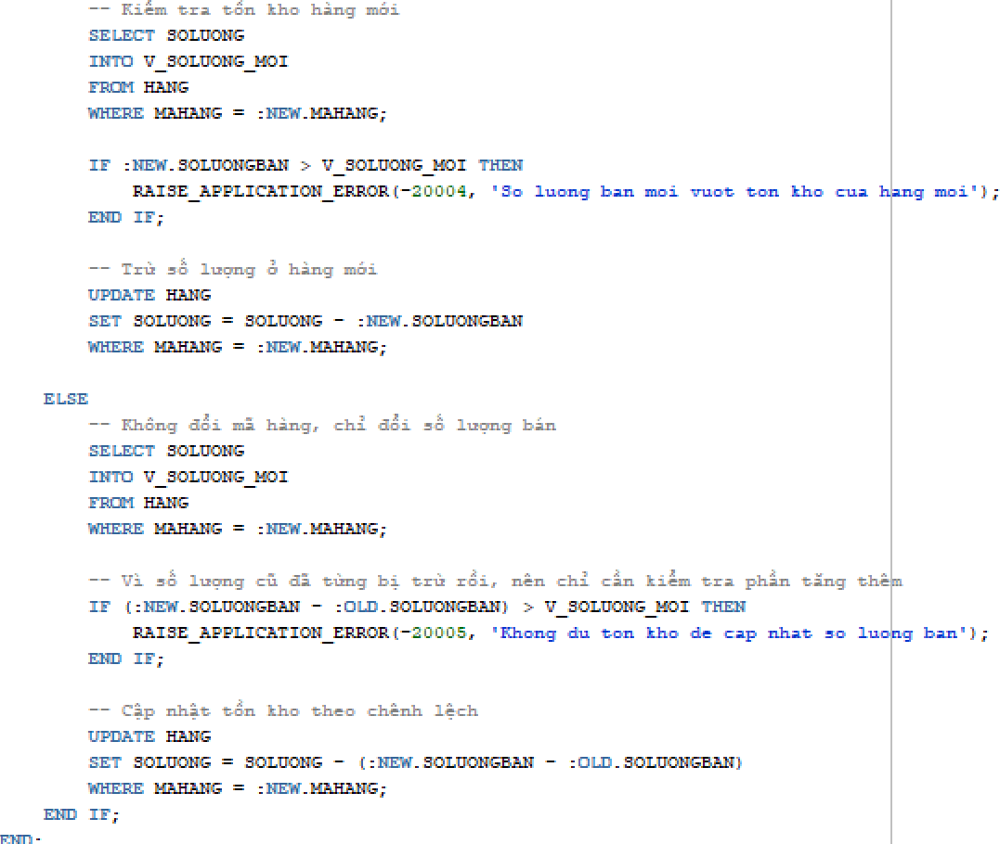 -- Kiểm tra tồn kho hàng mới
SELECT SOLUONG
INTO V_SOLUONG_MOI
FROM HANG
WHERE MAHANG = :NEW.MAHANG;
IF :NEW.SOLUONGBAN > V_SOLUONG_MOI THEN
RAISE_APPLICATION_ERROR(-20004, 'So luong ban moi vuot ton kho cua hang moi');
END IF;
-- Trừ số lượng ở hàng mới
UPDATE HANG
SET SOLUONG = SOLUONG - :NEW.SOLUONGBAN
WHERE MAHANG = :NEW.MAHANG;
ELSE
-- Không đổi mã hàng, chỉ đổi số lượng bán
SELECT SOLUONG
INTO V_SOLUONG_MOI
FROM HANG
WHERE MAHANG = :NEW.MAHANG;
-- Vì số lượng cũ đã từng bị trừ rồi, nên chỉ cần kiểm tra phần tăng thêm
IF (:NEW.SOLUONGBAN - :OLD.SOLUONGBAN) > V_SOLUONG_MOI THEN
RAISE_APPLICATION_ERROR(-20005, 'Khong du ton kho de cap nhat so luong ban');
END IF;
-- Cập nhật tồn kho theo chênh lệch
UPDATE HANG
SET SOLUONG = SOLUONG - (:NEW.SOLUONGBAN - :OLD.SOLUONGBAN)
WHERE MAHANG = :NEW.MAHANG;
END IF;
END;